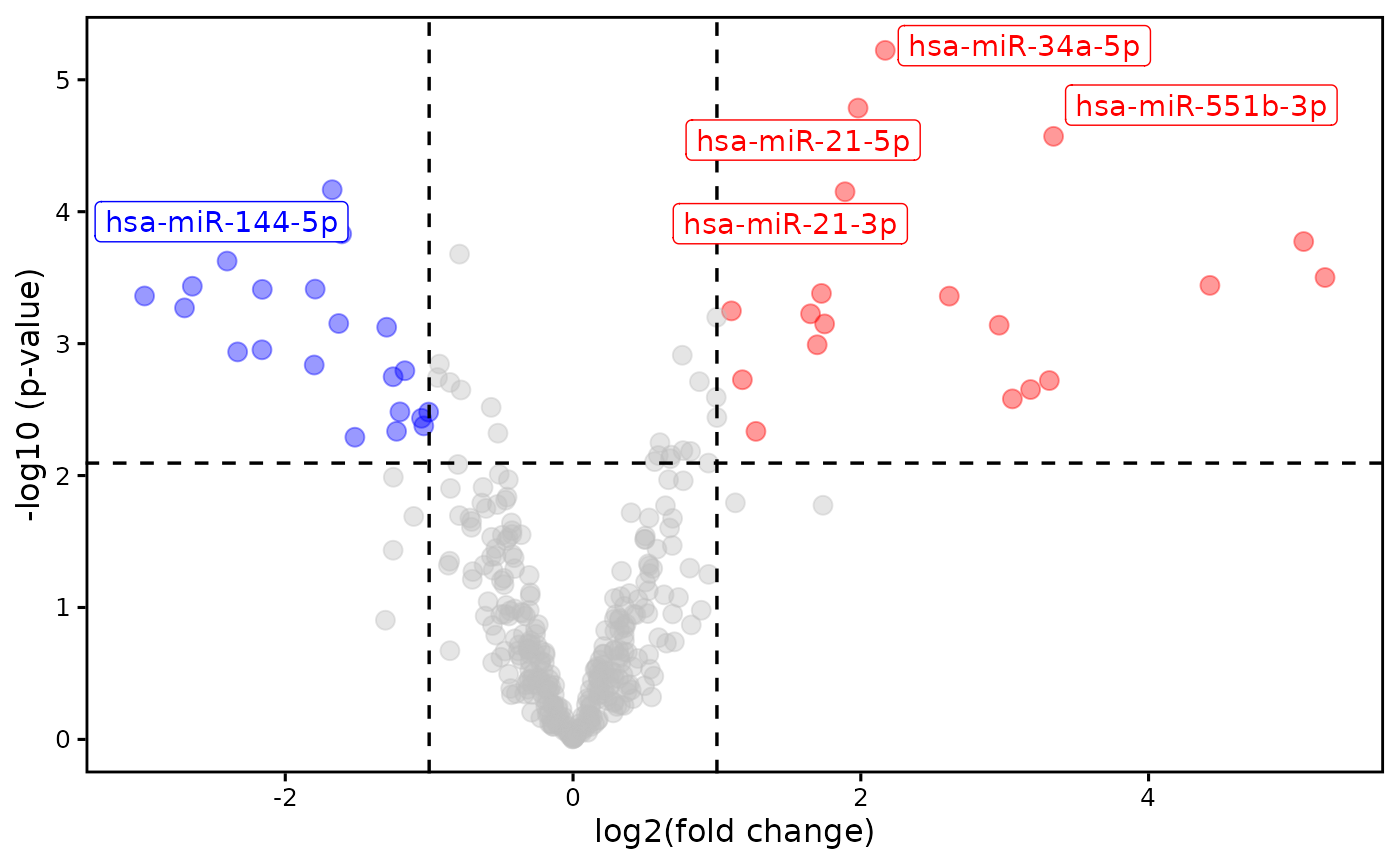 hsa-miR-34a-5p
hsa-miR-551b-3p
hsa-miR-21-5p
hsa-miR-144-5p
hsa-miR-21-3p
5
4
3
2
1
0
-log10 (p-value)
-2
0
2
4
log2(fold change)